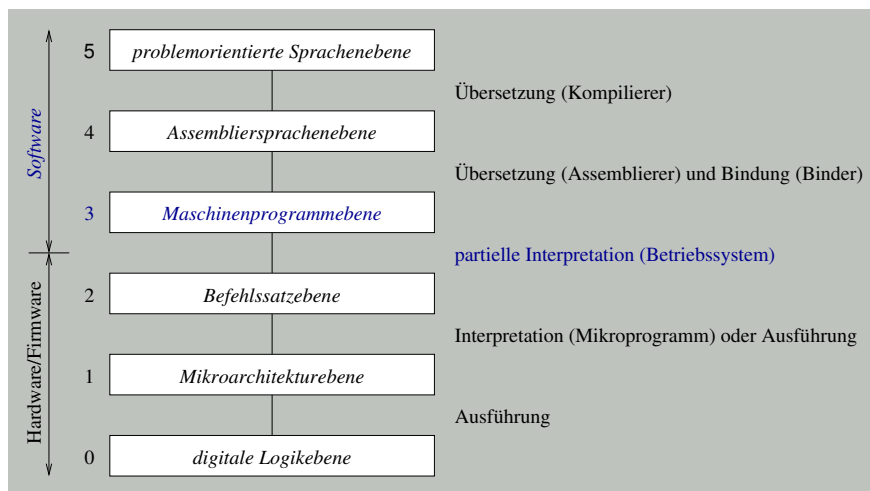 5 problemorientierte Sprachenebene
Übersetzung (Kompilierer)
4 Assembliersprachenebene
Übersetzung (Assemblierer) und Bindung (Binder)
3 Maschinenprogrammebene
partielle Interpretation (Betriebssystem)
2 Befehlssatzebene
Interpretation (Mikroprogramm) oder Ausführung
1 Mikroarchitekturebene
Ausführung
0 digitale Logikebene
Software
Hardware/Firmware